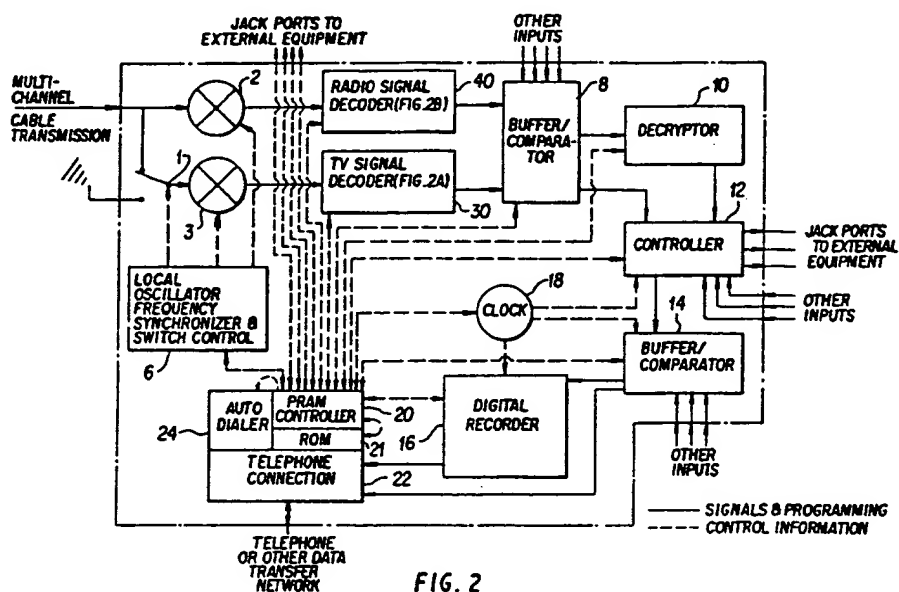 JACK PORTS TO
EXTERNAL EQUIPMENT
OTHER
INPUTS
MULTI-
CHANNEL
CABLE
TRANSMISSION
2
RADIO SIGNAL
DECODER(FIG_2B)
40
8
BUFFER/
COMPARA-
TOR
10
DECRYPTOR
1
3
TV SIGNAL
DECODER(FIG_2A)
30
12
CONTROLLER
JACK PORTS
TO EXTERNAL
EQUIPMENT
OTHER
INPUTS
LOCAL
OSCILLATOR
FREQUENCY
SYNCHRONIZER &
SWITCH CONTROL
6
18
CLOCK
14
BUFFER/
COMPARATOR
OTHER
INPUTS
24
AUTO
DIALER
PRAM
CONTROLLER
20
ROM
21
TELEPHONE
CONNECTION
22
16
DIGITAL
RECORDER
SIGNALS & PROGRAMMING
CONTROL INFORMATION
TELEPHONE
OR OTHER DATA
TRANSFER
NETWORK
FIG. 2